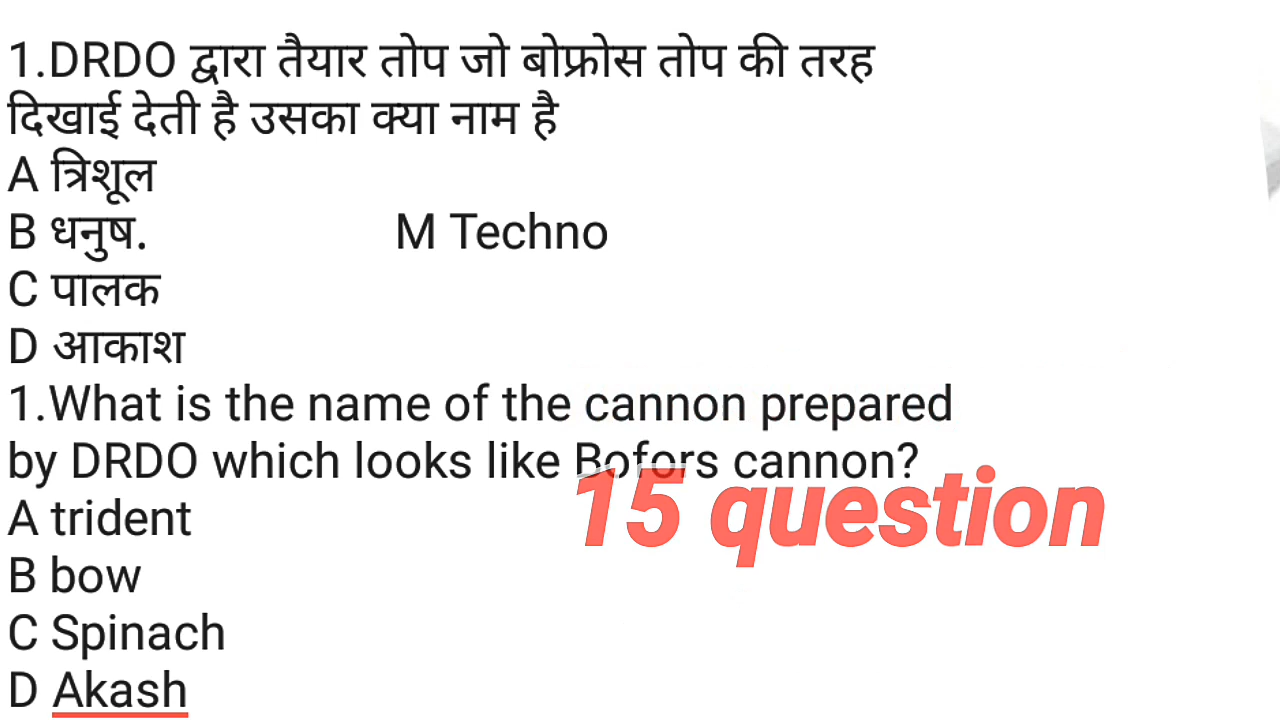 1.DRDO द्वारा तैयार तोप जो बोफ्रोस तोप की तरह
दिखाई देती है उसका क्या नाम है
A त्रिशूल
B धनुष. M Techno
C पालक
D आकाश
1.What is the name of the cannon prepared
by DRDO which looks like Bofors cannon?
15 question
A trident
B bow
C Spinach
D Akash